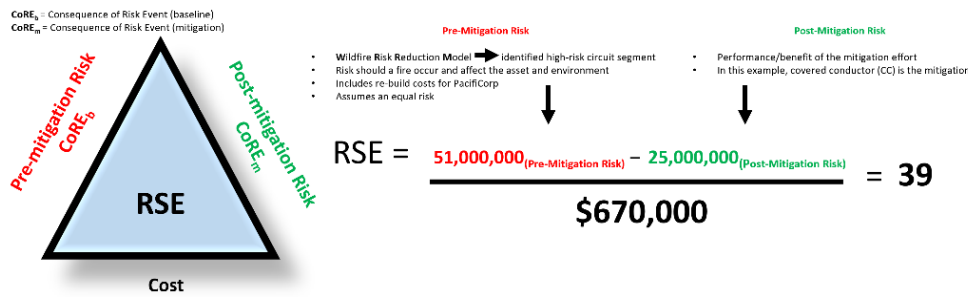 CoREb = Consequence of Risk Event (baseline)
CoREm = Consequence of Risk Event (mitigation)
Pre-mitigation Risk
CoREb
Post-mitigation Risk
CoREm
RSE
Cost
Pre-Mitigation Risk
• Wildfire Risk Reduction Model Identified high-risk circuit segment
• Risk should a fire occur and affect the asset and environment
• Includes re-build costs for PacifiCorp
• Assumes an equal risk
Post-Mitigation Risk
• Performance/benefit of the mitigation effort
• In this example, covered conductor (CC) is the mitigation
RSE = 51,000,000(Pre-Mitigation Risk) – 25,000,000(Post-Mitigation Risk) = 39
$670,000